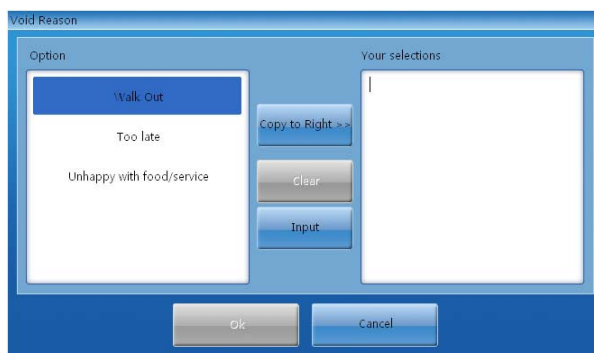 Void Reason
Option
Your selections
Walk Out
Too late
Unhappy with food/service
Copy to Right >>
Clear
Input
Ok
Cancel